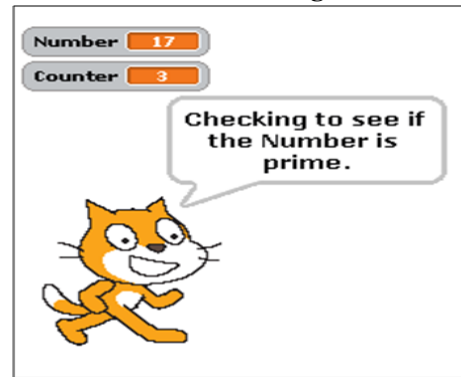 Number 17
Counter 3
Checking to see if
the Number is
prime.